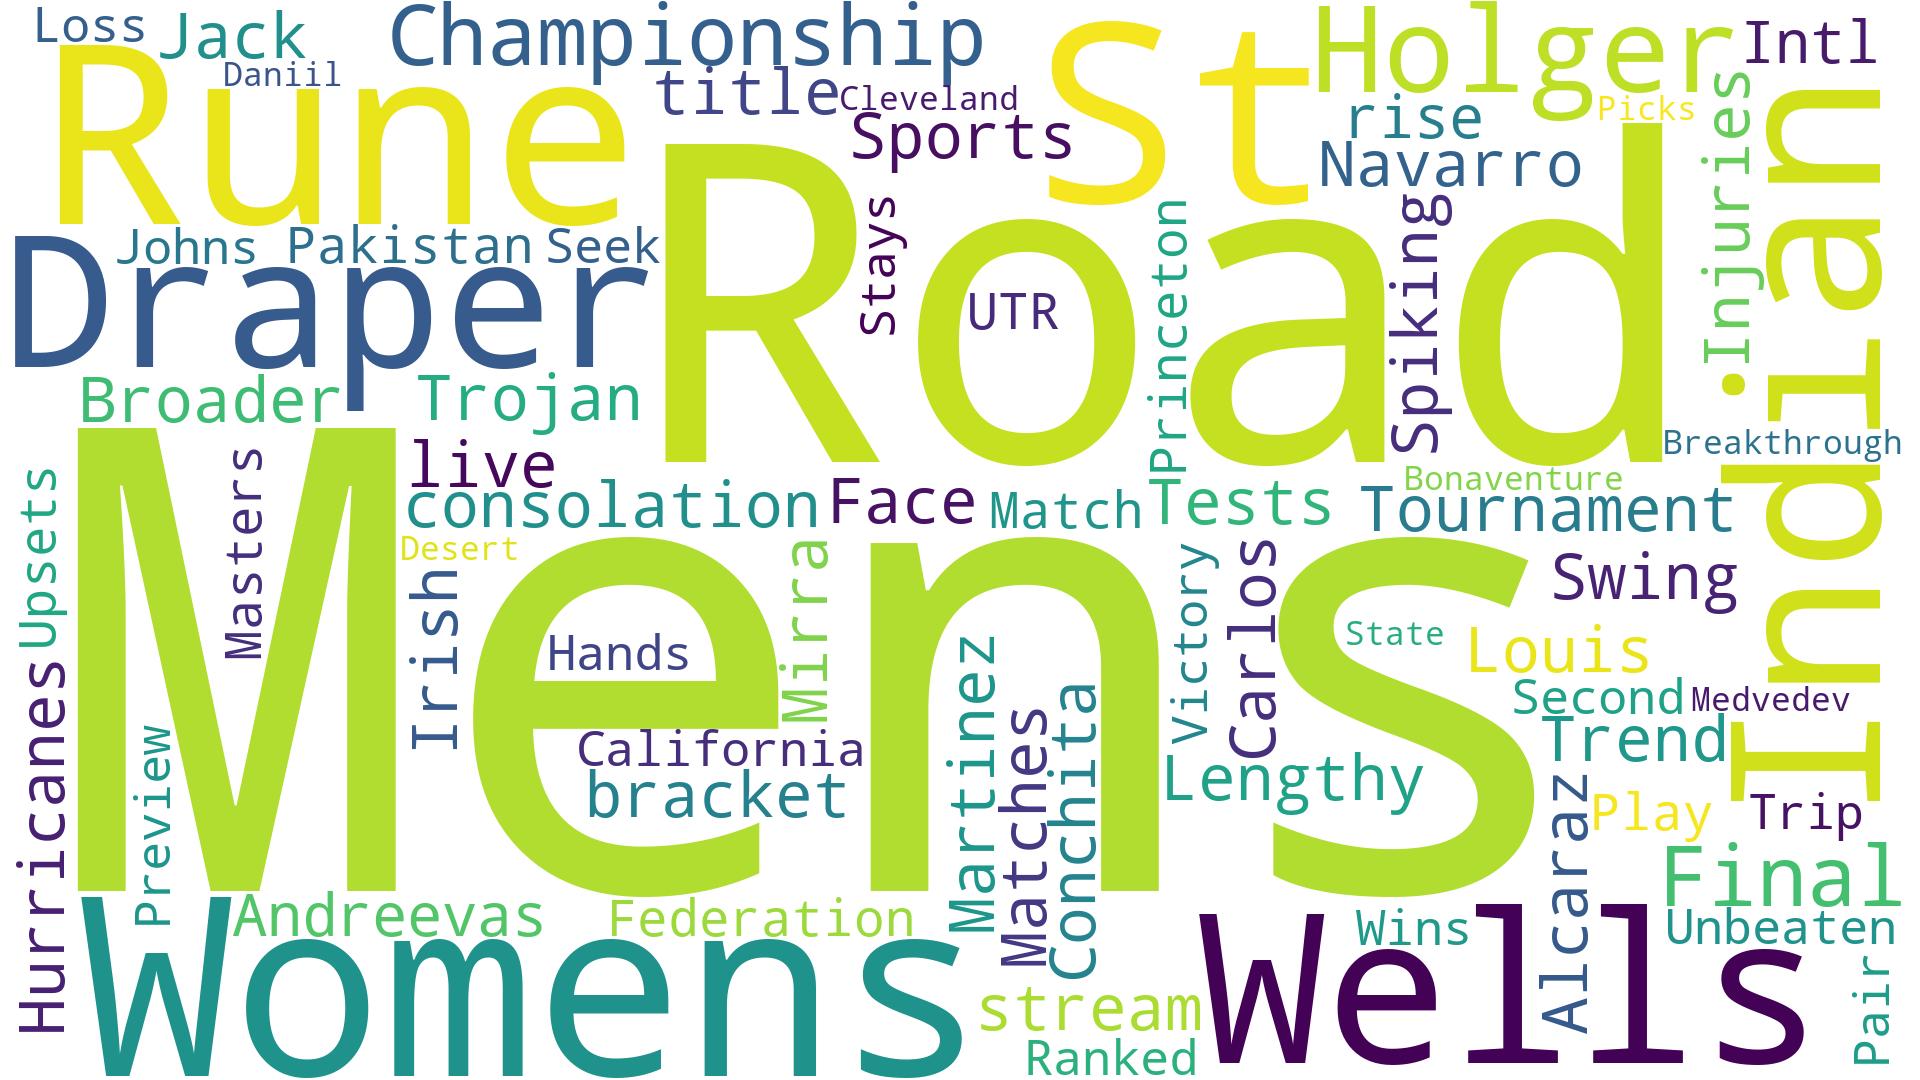 Loss
Jack
Championship
St
Holger
Intl
Rune
Daniil
title
Cleveland
Sports
rise
Picks
Navarro
Injuries
Indian
Draper
Johns
Pakistan
Seek
Road
Stays
UTR
Princeton
Spiking
Broader
Trojan
live
Masters
consolation
Face
Match
Tests
Bonaventure
Tournament
Breakthrough
Upsets
Mens
Desert
Irish
Hands
Mirra
Victory
Carlos
State
Swing
Louis
Second
Medvedev
Trend
Hurricanes
Preview
California
bracket
Martinez
Matches
Conchita
Lengthy
Alcaraz
Play
Trip
Final
Womens
Andreevas
Federation
stream
Ranked
Wells
Wins
Unbeaten
Pair